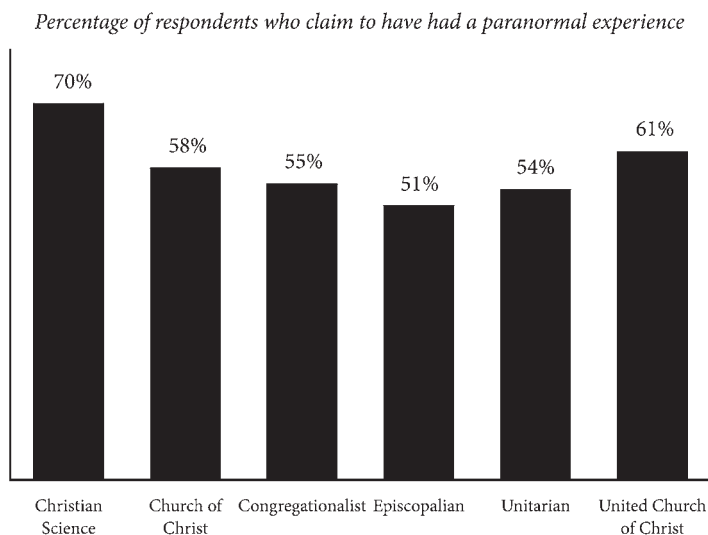 Percentage of respondents who claim to have had a paranormal experience
70%
58%
55%
51%
54%
61%
Christian
Science
Church of
Christ
Congregationalist
Episcopalian
Unitarian
United Church
of Christ